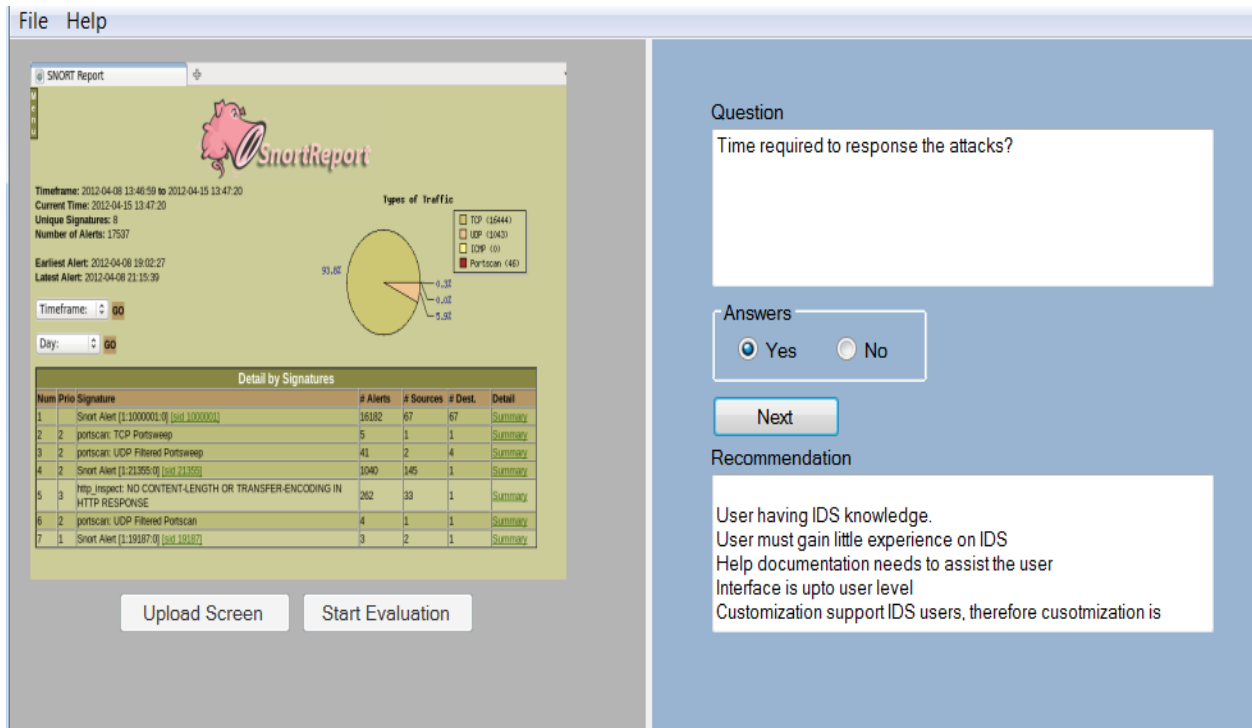 File Help
SNORT Report
Menu
SnortReport
Timeframe: 2012-04-08 13:46:59 to 2012-04-15 13:47:20
Current Time: 2012-04-15 13:47:20
Unique Signatures: 8
Number of Alerts: 17537
Earliest Alert: 2012-04-08 19:02:27
Latest Alert: 2012-04-08 21:15:39
Timeframe: GO
Day: GO
Types of Traffic
TCP (16444)
UDP (1043)
ICMP (0)
Portscan (46)
93.8%
0.3%
0.0%
5.9%
Detail by Signatures
Num Prio Signature # Alerts # Sources # Dest. Detail
1 Snort Alert [1:1000001:0] [sid 1000001] 16182 67 67 Summary
2 2 portscan: TCP Portsweep 5 1 1 Summary
3 2 portscan: UDP Filtered Portsweep 41 2 4 Summary
4 2 Snort Alert [1:21355:0] [sid 21355] 1040 145 1 Summary
5 3 http_inspect: NO CONTENT-LENGTH OR TRANSFER-ENCODING IN
HTTP RESPONSE 262 33 1 Summary
6 2 portscan: UDP Filtered Portscan 4 1 1 Summary
7 1 Snort Alert [1:19187:0] [sid 19187] 3 2 1 Summary
Upload Screen Start Evaluation
Question
Time required to response the attacks?
Answers
Yes No
Next
Recommendation
User having IDS knowledge.
User must gain little experience on IDS
Help documentation needs to assist the user
Interface is upto user level
Customization support IDS users, therefore cusotmization is